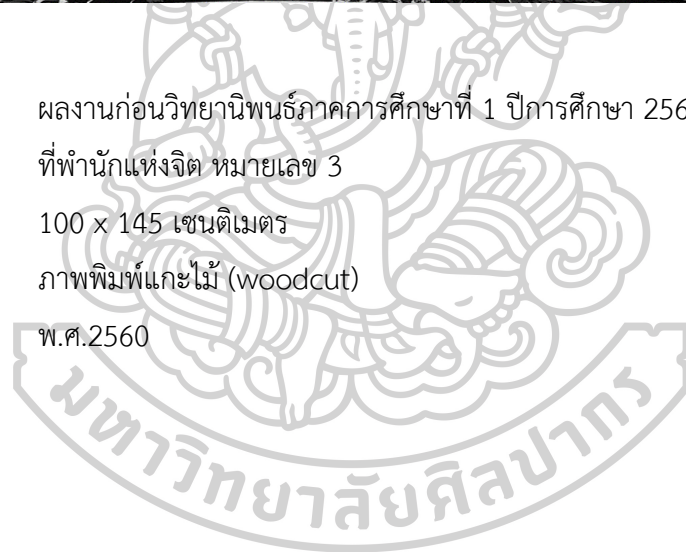 ผลงานก่อนวิทยานิพนธ์ภาคการศึกษาที่ 1 ปีการศึกษา 256
ที่พำนักแห่งจิต หมายเลข 3
100 x 145 เซนติเมตร
ภาพพิมพ์แกะไม้ (woodcut)
พ.ศ.2560
มหาวิทยาลัยศิลปากร